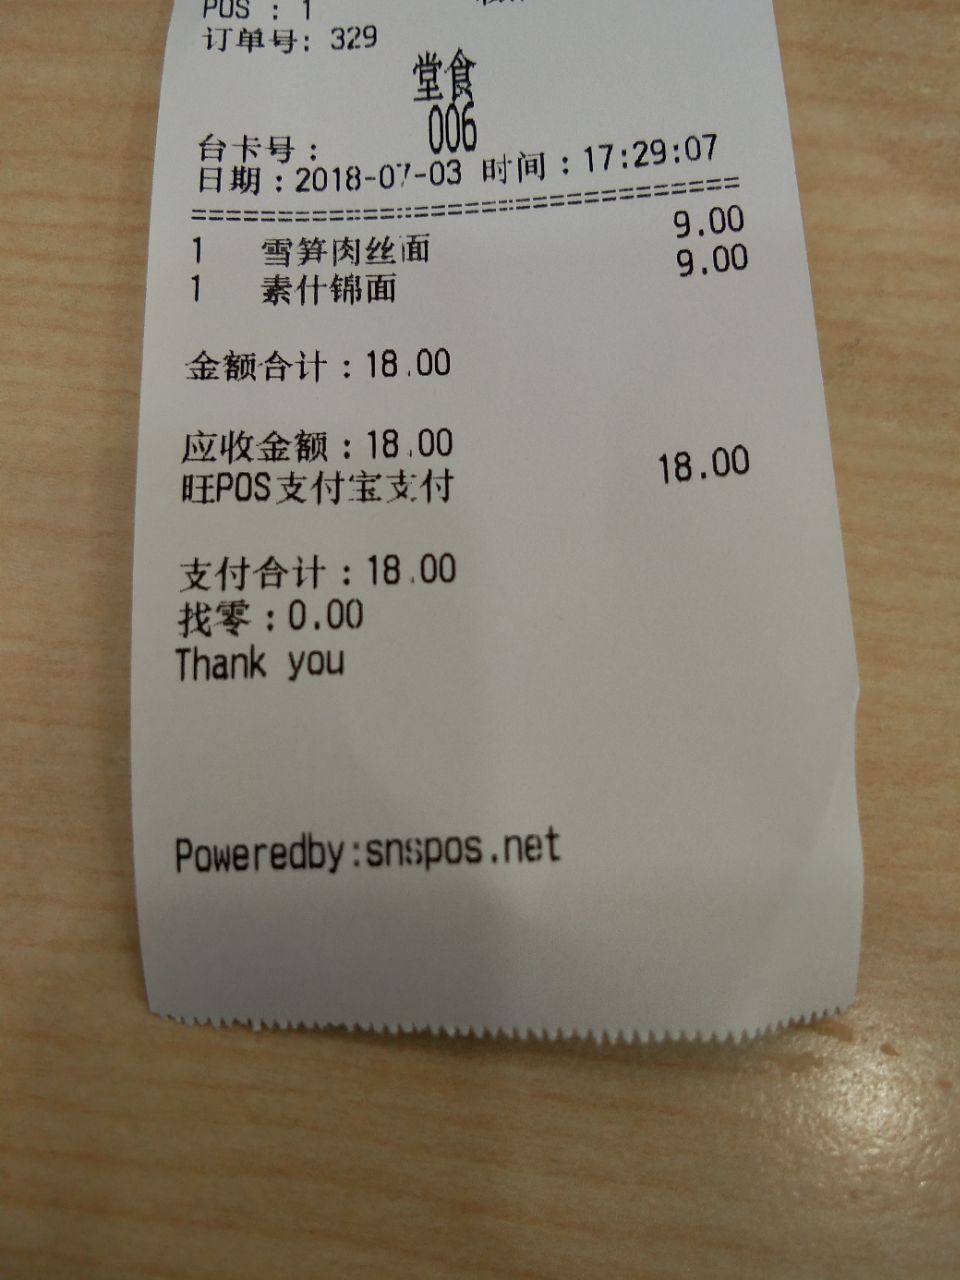 POS : 1
订单号: 329
堂食
台卡号: 006
日期:2018-07-03 时间:17:29:07
==============================
1 雪笋肉丝面 9.00
1 素什锦面 9.00
金额合计:18.00
应收金额:18.00
旺POS支付宝支付 18.00
支付合计:18.00
找零:0.00
Thank you
Poweredby:snspos.net